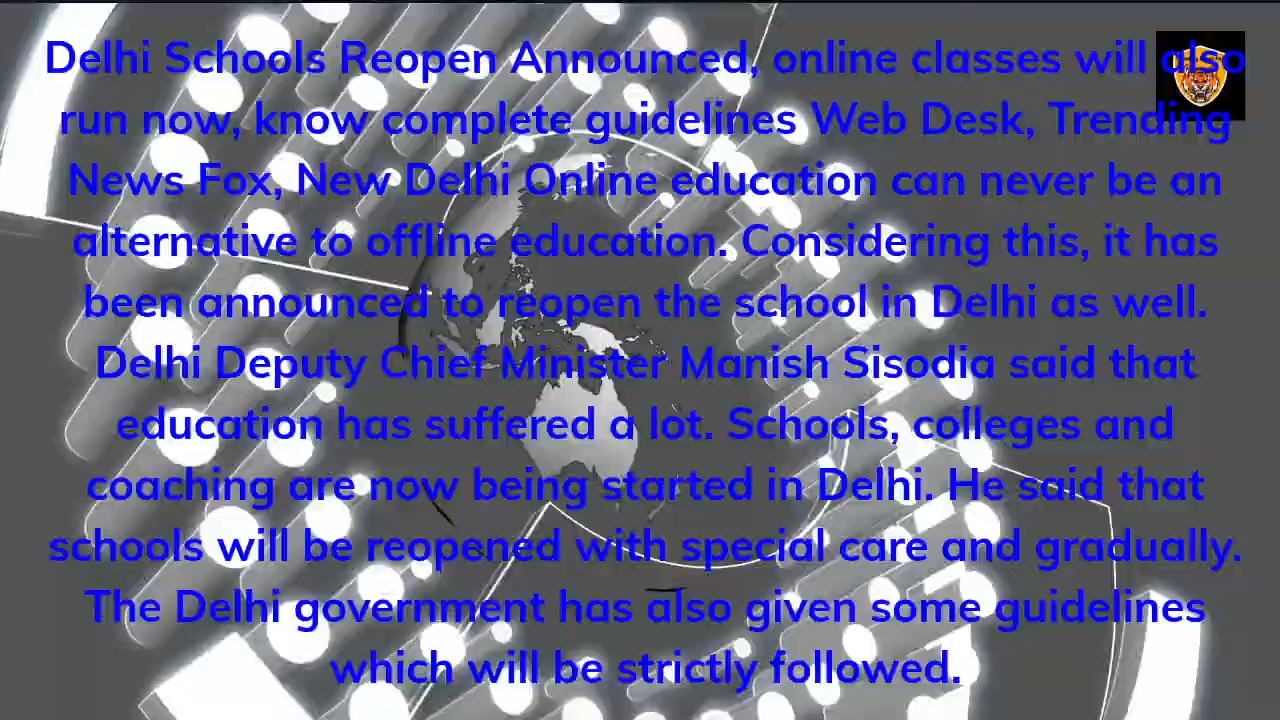 Delhi Schools Reopen Announced, online classes will also
run now, know complete guidelines Web Desk, Trending
News Fox, New Delhi Online education can never be an
alternative to offline education. Considering this, it has
been announced to reopen the school in Delhi as well.
Delhi Deputy Chief Minister Manish Sisodia said that
education has suffered a lot. Schools, colleges and
coaching are now being started in Delhi. He said that
schools will be reopened with special care and gradually.
The Delhi government has also given some guidelines
which will be strictly followed.